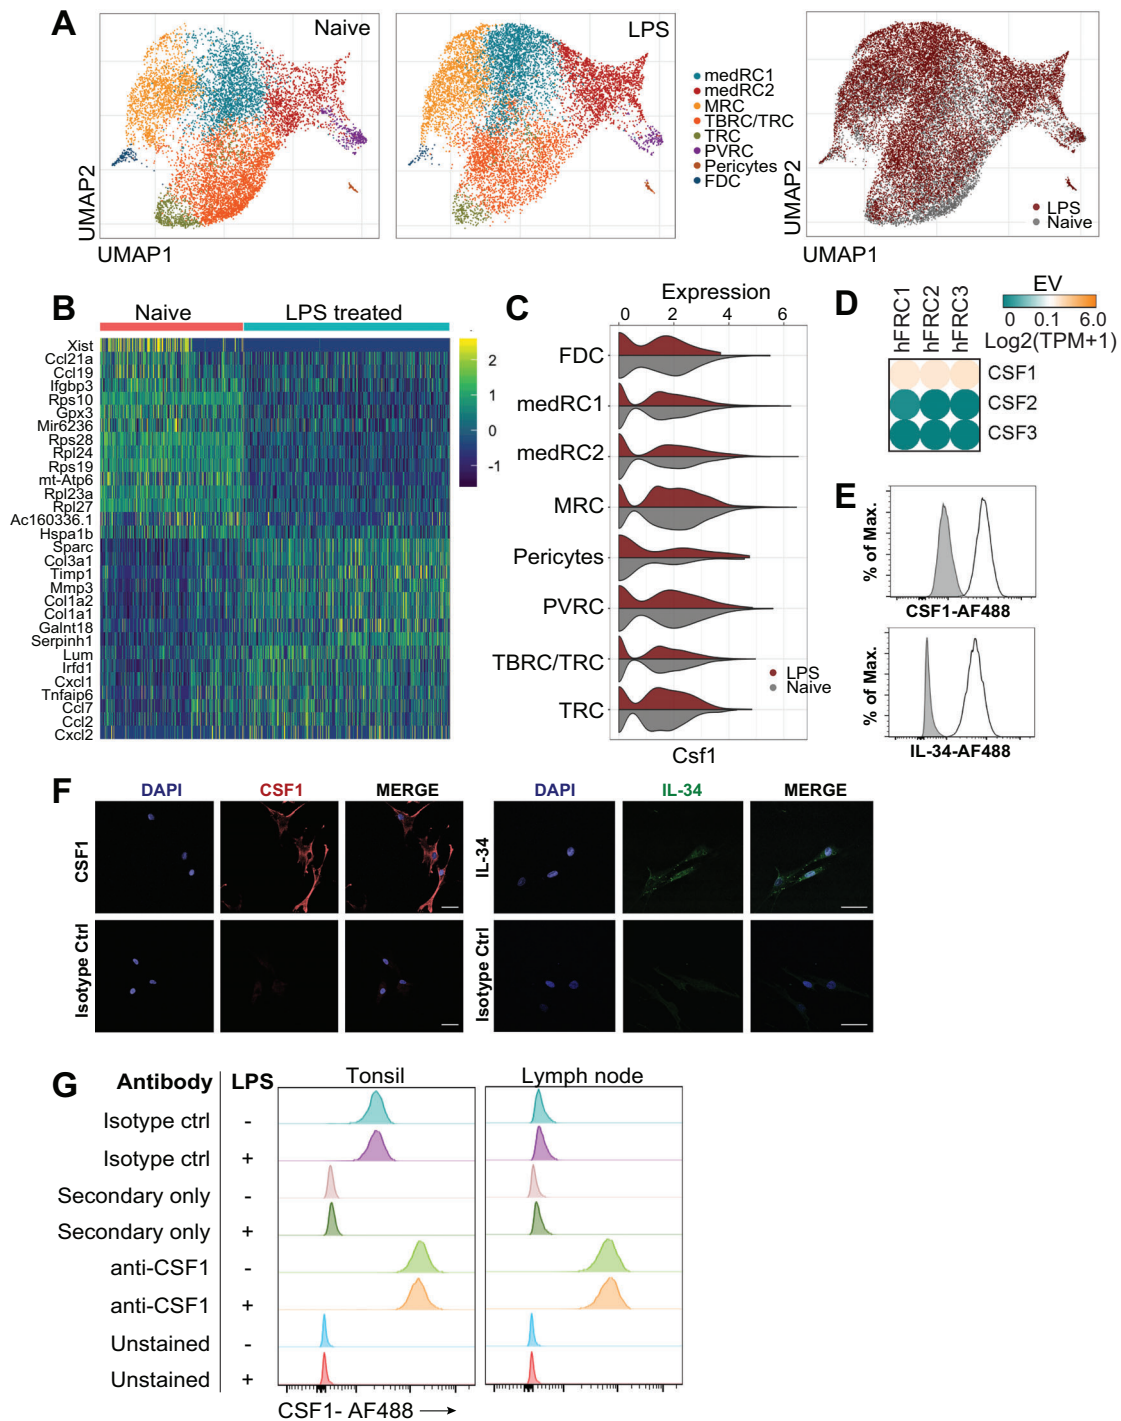 A
Naive
LPS
medRC1
medRC2
MRC
TBRC/TRC
TRC
PVRC
Pericytes
FDC
LPS
Naive
UMAP2
UMAP1
UMAP2
UMAP1
B
Naive
LPS treated
Xist
Ccl21a
Ccl19
Ifgbp3
Rps10
Gpx3
Mir6236
Rps28
Rpl24
Rps19
mt-Atp6
Rpl23a
Rpl27
Ac160336.1
Hspa1b
Sparc
Col3a1
Timp1
Mmp3
Col1a2
Col1a1
Galnt18
Serpinh1
Lum
Irfd1
Cxcl1
Tnfaip6
Ccl7
Ccl2
Cxcl2
2
1
0
-1
C
Expression
0 2 4 6
FDC
medRC1
medRC2
MRC
Pericytes
PVRC
TBRC/TRC
TRC
LPS
Naive
Csf1
D
hFRC1
hFRC2
hFRC3
EV
0 0.1 6.0
Log2(TPM+1)
CSF1
CSF2
CSF3
E
% of Max.
CSF1-AF488
% of Max.
IL-34-AF488
F
DAPI CSF1 MERGE
DAPI IL-34 MERGE
CSF1
IL-34
Isotype Ctrl
Isotype Ctrl
G
Antibody LPS
Tonsil
Lymph node
Isotype ctrl -
Isotype ctrl +
Secondary only -
Secondary only +
anti-CSF1 -
anti-CSF1 +
Unstained -
Unstained +
CSF1- AF488